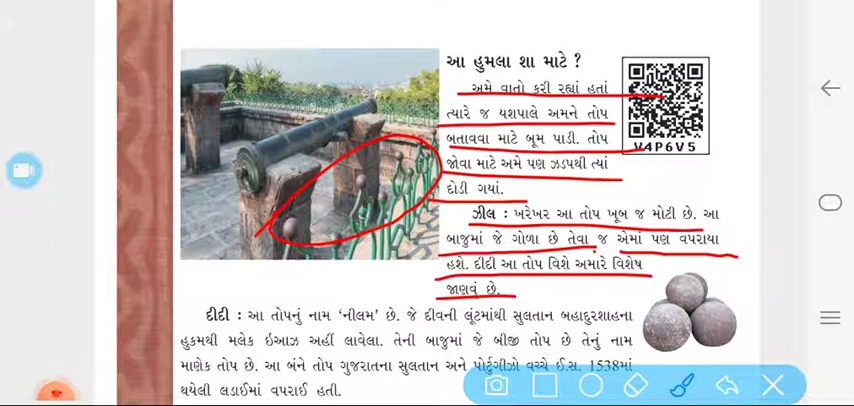 આ હુમલા શા માટે ?
અમે વાતો કરી રહ્યાં હતાં
ત્યારે જ યશપાલે અમને તોપ
બતાવવા માટે બૂમ પાડી. તોપ
જોવા માટે અમે પણ ઝડપથી ત્યાં
દોડી ગયાં.
V4P6V5
ઝીલ : ખરેખર આ તોપ ખૂબ જ મોટી છે. આ
બાજુમાં જે ગોળા છે તેવા જ એમાં પણ વપરાયા
હશે. દીદી આ તોપ વિશે અમારે વિશેષ
જાણવું છે.
દીદી : આ તોપનું નામ ‘નીલમ’ છે. જે દીવની લૂંટમાંથી સુલતાન બહાદુરશાહના
હુકમથી મલેક ઇઆઝ અહીં લાવેલા. તેની બાજુમાં જે બીજી તોપ છે તેનું નામ
માણેક તોપ છે. આ બંને તોપ ગુજરાતના સુલતાન અને પોર્ટુગીઝો વચ્ચે ઈ.સ. 1538માં
થયેલી લડાઈમાં વપરાઈ હતી.